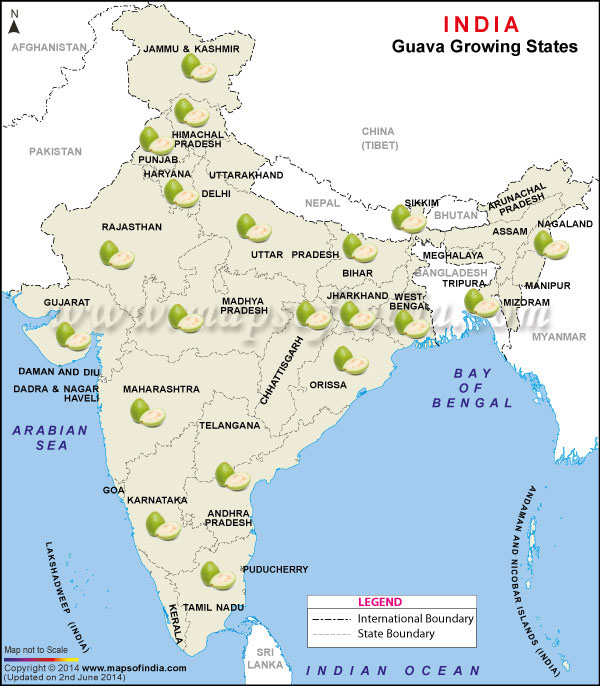 N
INDIA
Guava Growing States
AFGHANISTAN
JAMMU & KASHMIR
CHINA
(TIBET)
PAKISTAN
HIMACHAL
PRADESH
PUNJAB
HARYANA
UTTARAKHAND
DELHI
NEPAL
SIKKIM
BHUTAN
ARUNACHAL
PRADESH
RAJASTHAN
ASSAM
NAGALAND
UTTAR PRADESH
MEGHALAYA
BIHAR
BANGLADESH
MANIPUR
TRIPURA
GUJARAT
MADHYA
PRADESH
JHARKHAND
WEST-
BENGAL
MIZORAM
www.mapsofindia.com
MYANMAR
CHHATTISGARH
DAMAN AND DIU
DADRA & NAGAR
HAVELI
MAHARASHTRA
ORISSA
BAY
OF
BENGAL
ARABIAN
SEA
TELANGANA
GOA
KARNATAKA
ANDHRA
PRADESH
ANDAMAN AND NICOBAR ISLANDS (INDIA)
LAKSHADWEEP (INDIA)
PUDUCHERRY
KERALA
TAMIL NADU
LEGEND
International Boundary
State Boundary
SRI
LANKA
INDIAN OCEAN
Map not to Scale
Copyright © 2014 www.mapsofindia.com
(Updated on 2nd June 2014)